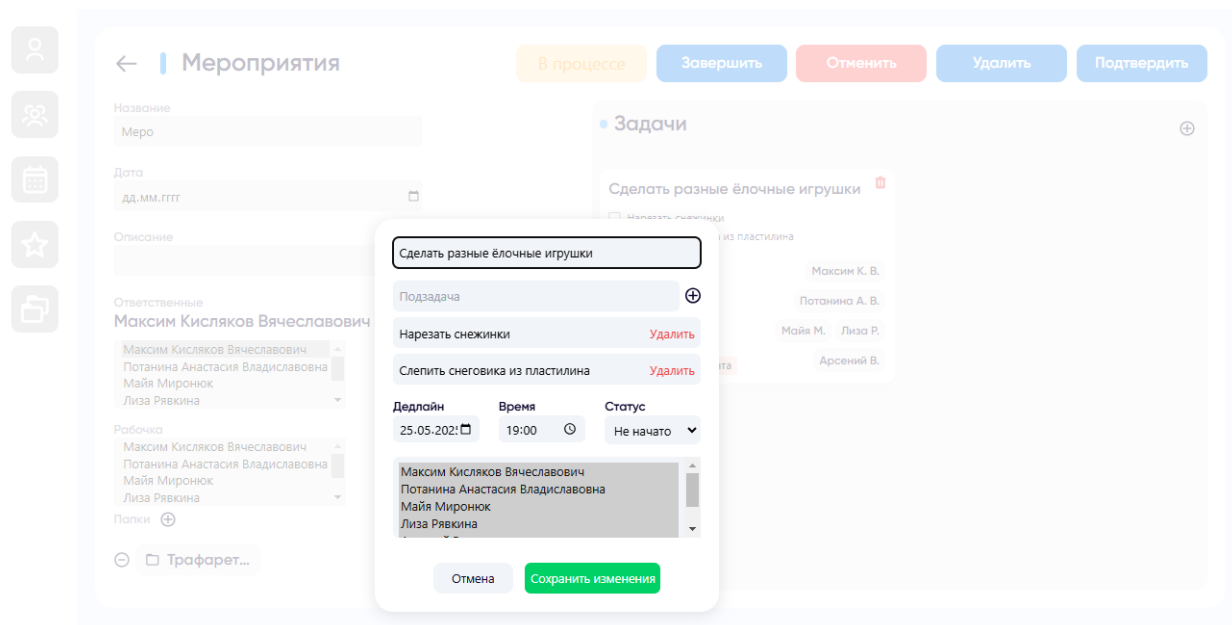 Мероприятия
В процессе
Завершить
Отменить
Удалить
Подтвердить
Название
Меро
Дата
дд.мм.гггг
Описание
Ответственные
Максим Кисляков Вячеславович
Максим Кисляков Вячеславович
Потанина Анастасия Владиславовна
Майя Миронюк
Лиза Рявкина
Рабочка
Максим Кисляков Вячеславович
Потанина Анастасия Владиславовна
Майя Миронюк
Лиза Рявкина
Папки
Трафарет...
Задачи
Сделать разные ёлочные игрушки
Нарезать снежинки
из пластилина
Максим К. В.
Потанина А. В.
Майя М. Лиза Р.
Арсений В.
Сделать разные ёлочные игрушки
Подзадача
Нарезать снежинки Удалить
Слепить снеговика из пластилина Удалить
Дедлайн Время Статус
25.05.202 19:00 Не начато
Максим Кисляков Вячеславович
Потанина Анастасия Владиславовна
Майя Миронюк
Лиза Рявкина
Отмена Сохранить изменения